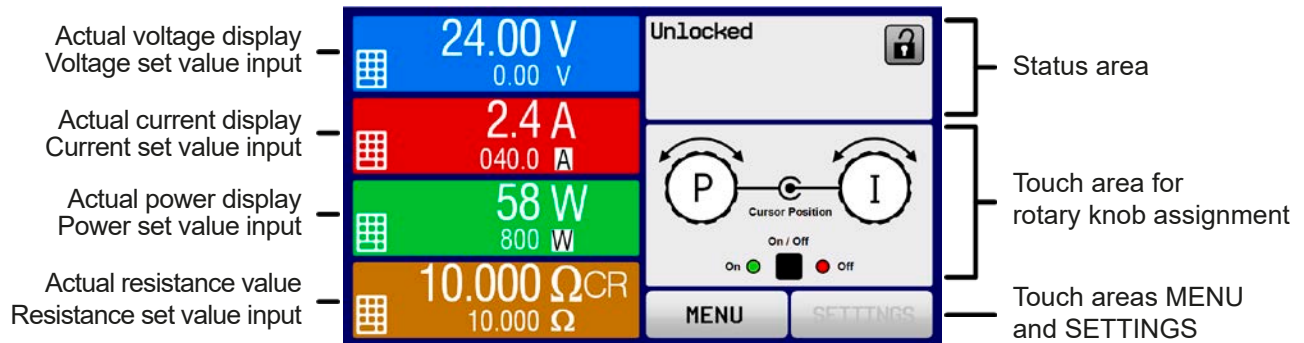 Actual voltage display
Voltage set value input
Actual current display
Current set value input
Actual power display
Power set value input
Actual resistance value
Resistance set value input
24.00 V
0.00 V
2.4 A
040.0 A
58 W
800 W
10.000 ΩCR
10.000 Ω
Unlocked
P
I
Cursor Position
On / Off
On
Off
MENU
SETTINGS
Status area
Touch area for
rotary knob assignment
Touch areas MENU
and SETTINGS